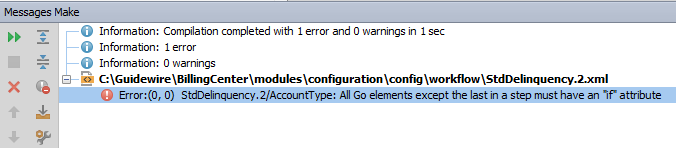 Messages Make
Information: Compilation completed with 1 error and 0 warnings in 1 sec
Information: 1 error
Information: 0 warnings
C:\Guidewire\BillingCenter\modules\configuration\config\workflow\StdDelinquency.2.xml
Error:(0, 0) StdDelinquency.2/AccountType: All Go elements except the last in a step must have an "if" attribute